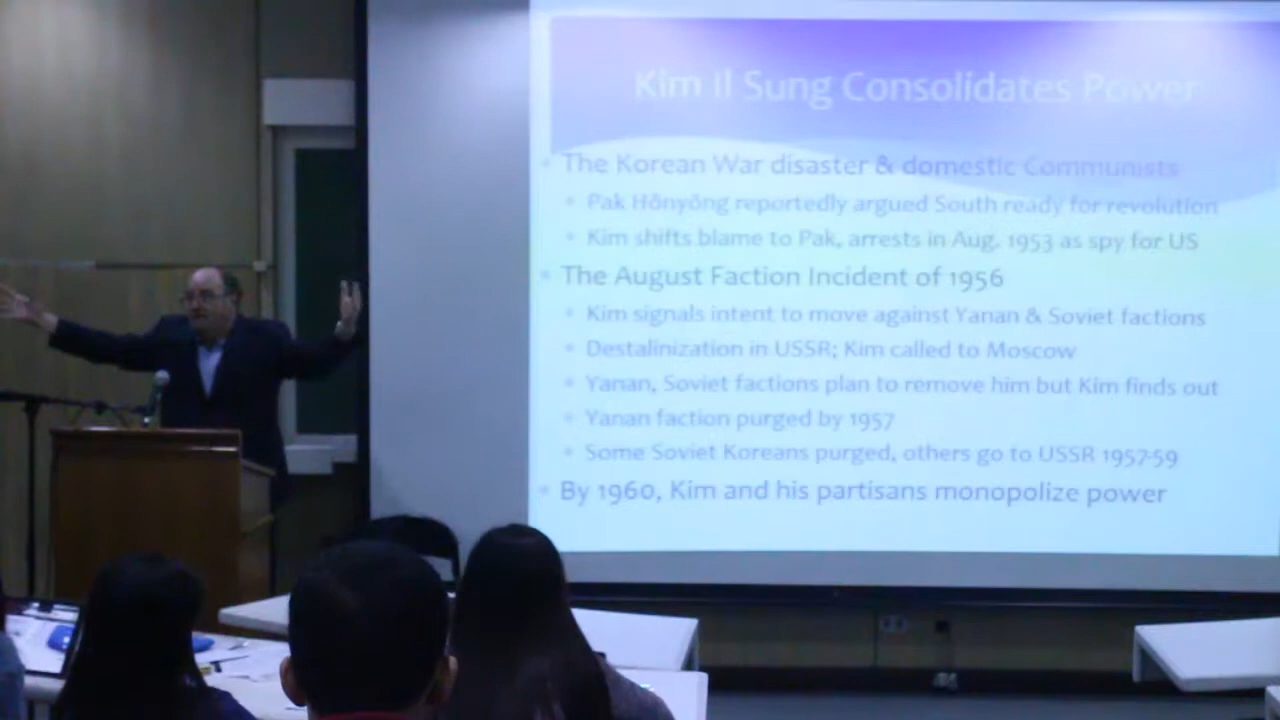 Kim Il Sung Consolidates Power
The Korean War disaster & domestic Communists
Pak Hŏnyŏng reportedly argued South ready for revolution
Kim shifts blame to Pak, arrests in Aug. 1953 as spy for US
The August Faction Incident of 1956
Kim signals intent to move against Yanan & Soviet factions
Destalinization in USSR; Kim called to Moscow
Yanan, Soviet factions plan to remove him but Kim finds out
Yanan faction purged by 1957
Some Soviet Koreans purged, others go to USSR 1957-59
By 1960, Kim and his partisans monopolize power